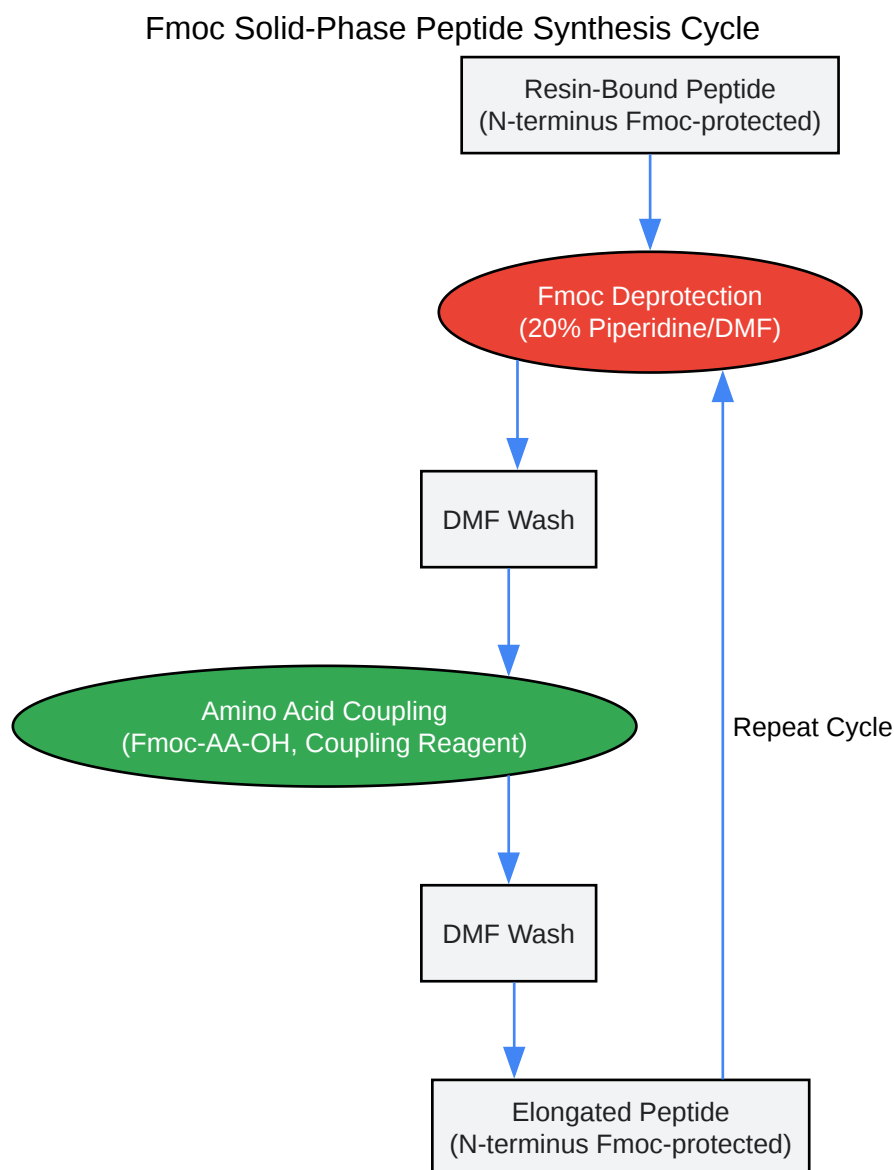 Fmoc Solid-Phase Peptide Synthesis Cycle
Resin-Bound Peptide
(N-terminus Fmoc-protected)
Fmoc Deprotection
(20% Piperidine/DMF)
DMF Wash
Amino Acid Coupling
(Fmoc-AA-OH, Coupling Reagent)
Repeat Cycle
DMF Wash
Elongated Peptide
(N-terminus Fmoc-protected)